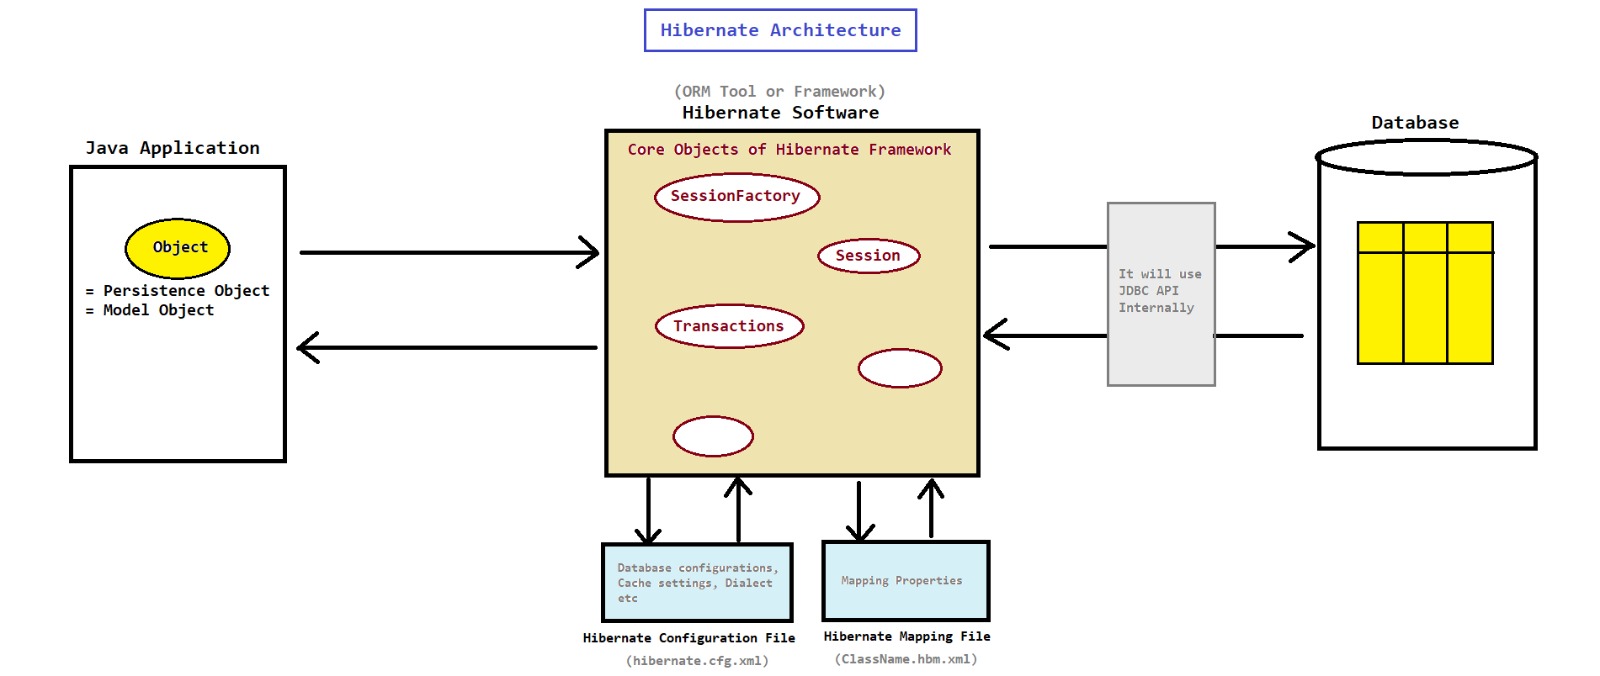 Hibernate Architecture
(ORM Tool or Framework)
Hibernate Software
Java Application
Object
= Persistence Object
= Model Object
Core Objects of Hibernate Framework
SessionFactory
Session
Transactions
It will use
JDBC API
Internally
Database
Database configurations,
Cache settings, Dialect
etc
Hibernate Configuration File
(hibernate.cfg.xml)
Mapping Properties
Hibernate Mapping File
(ClassName.hbm.xml)